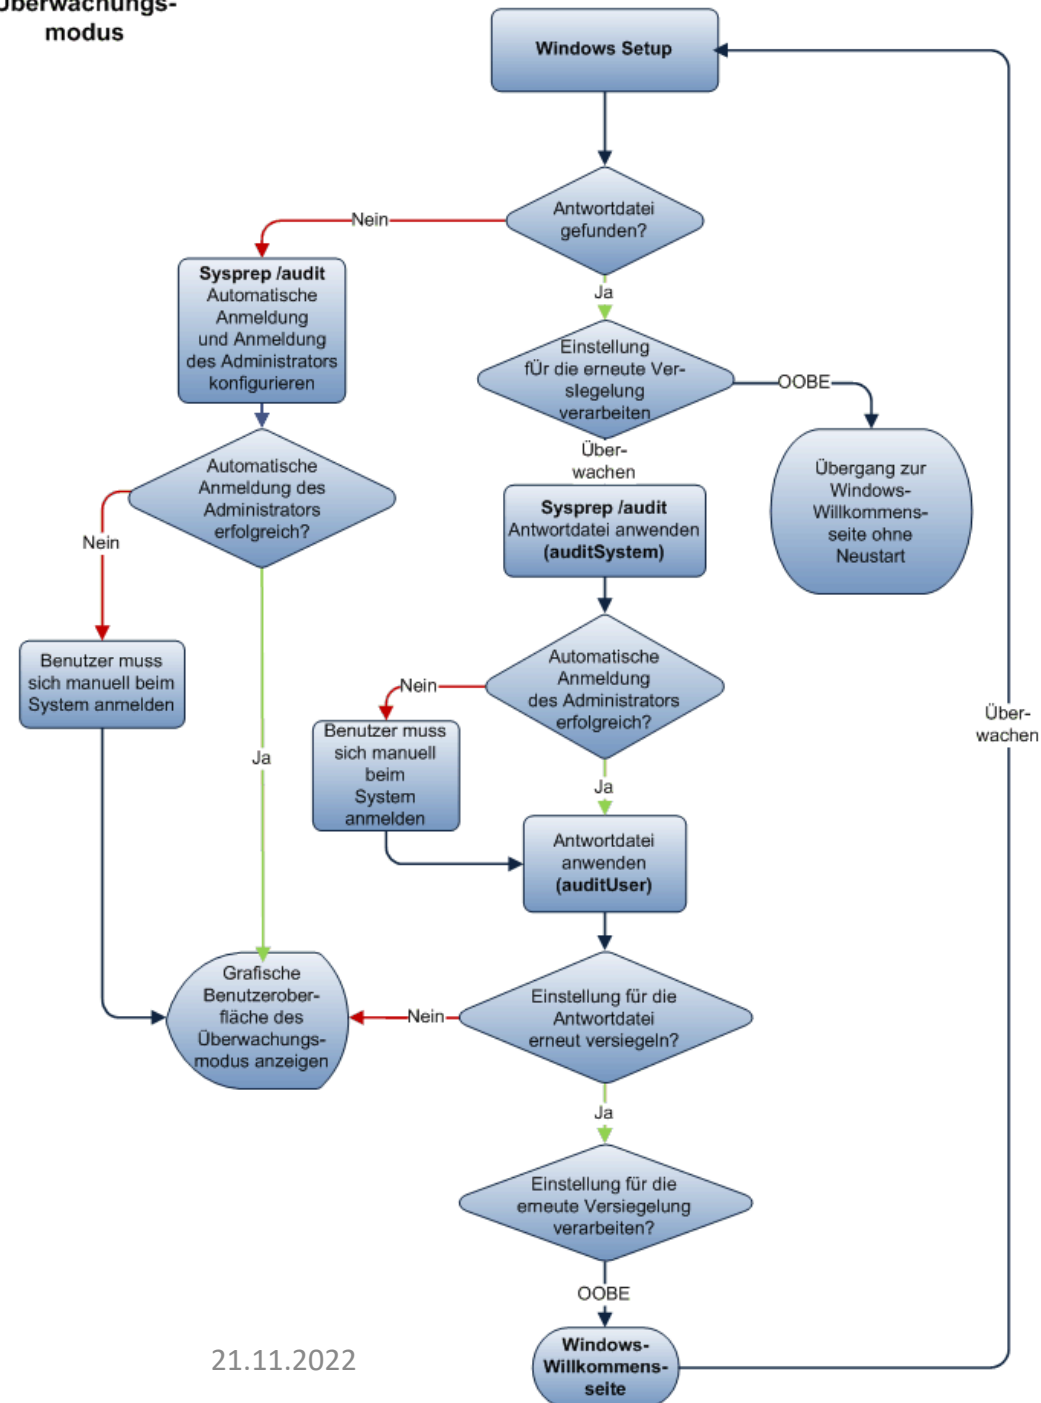 Überwachungs-
modus
Windows Setup
Antwortdatei
gefunden?
Nein
Ja
Sysprep /audit
Automatische
Anmeldung
und Anmeldung
des Administrators
konfigurieren
Einstellung
fÜr die erneute Ver-
sIegelung
verarbeiten
OOBE
Über-
wachen
Übergang zur
Windows-
Willkommens-
seite ohne
Neustart
Automatische
Anmeldung des
Administrators
erfolgreich?
Nein
Sysprep /audit
Antwortdatei anwenden
(auditSystem)
Benutzer muss
sich manuell beim
System anmelden
Automatische
Anmeldung
des Administrators
erfolgreich?
Nein
Benutzer muss
sich manuell
beim
System
anmelden
Ja
Ja
Über-
wachen
Antwortdatei
anwenden
(auditUser)
Grafische
Benutzerober-
fläche des
Überwachungs-
modus anzeigen
Nein
Einstellung für die
Antwortdatei
erneut versiegeln?
Ja
Einstellung für die
erneute Versiegelung
verarbeiten?
OOBE
Windows-
Willkommens-
seite
21.11.2022